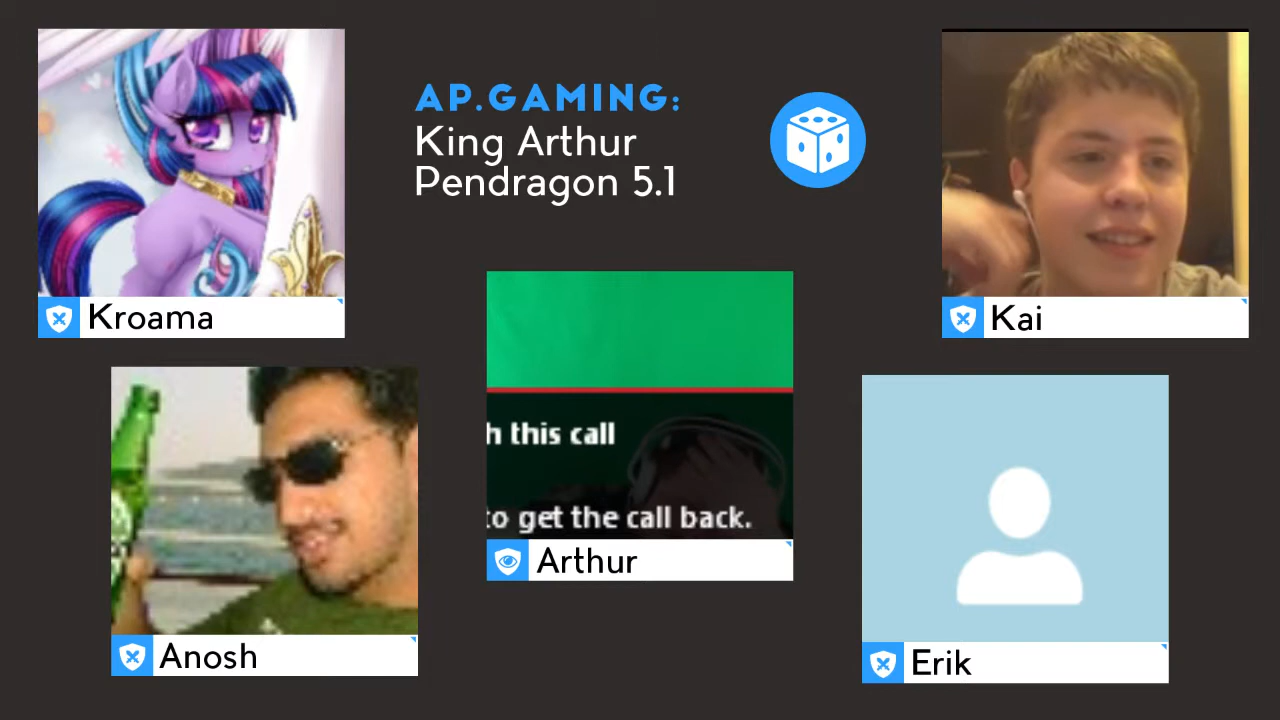 AP.GAMING:
King Arthur
Pendragon 5.1
Kroama
Kai
h this call
to get the call back.
Arthur
Anosh
Erik